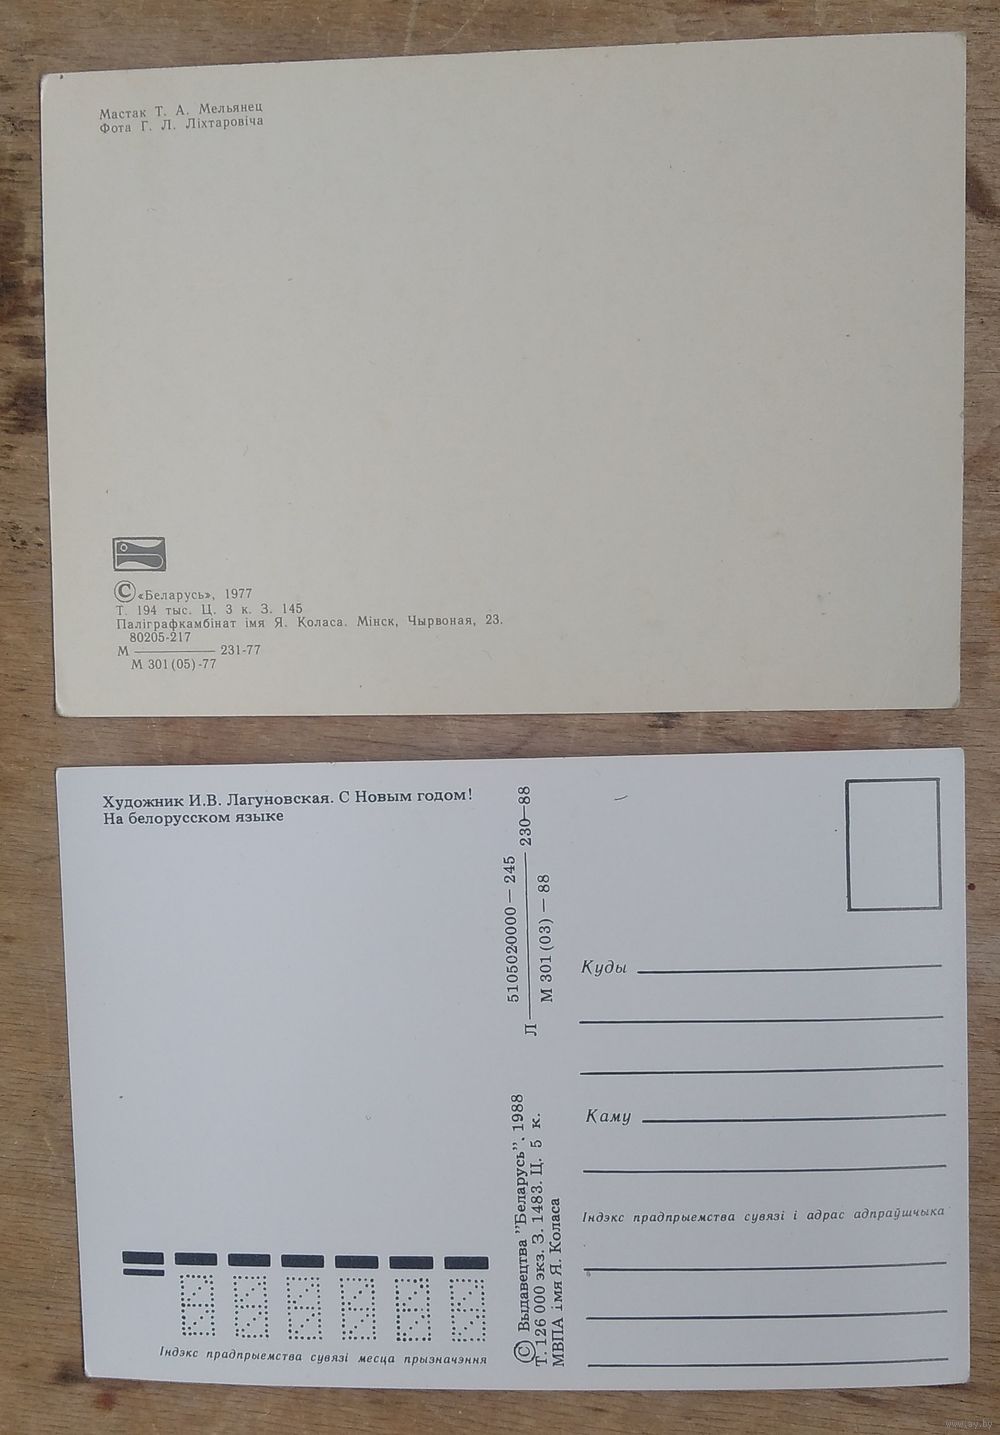 Мастак Т. А. Мельянец
Фота Г. Л. Ліхтаровіча
© «Беларусь», 1977
Т. 194 тыс. Ц. 3 к. З. 145
Паліграфкамбінат імя Я. Коласа. Мінск, Чырвоная, 23.
80205-217
М ———— 231-77
М 301(05)-77
Художник И.В. Лагуновская. С Новым годом!
На белорусском языке
5105020000 — 245
Л ———— 230—88
М 301(03) — 88
© Выдавецтва "Беларусь". 1988
Т. 126 000 экз. З. 1483. Ц. 5 к.
МВПА імя Я. Коласа
Куды
Каму
Індэкс прадпрыемства сувязі і адрас адпраўшчыка
Індэкс прадпрыемства сувязі месца прызначэння
www.ay.by